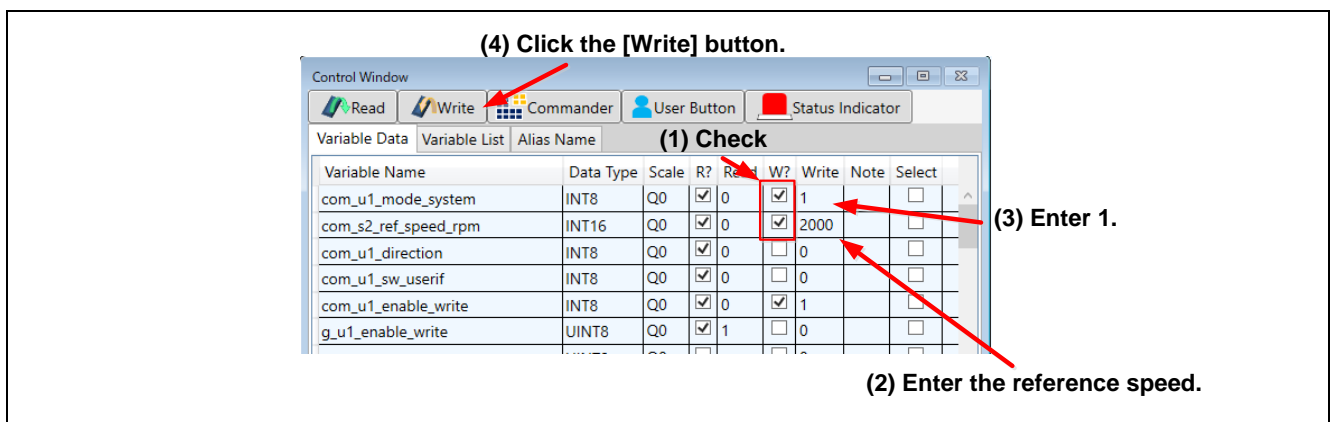 (4) Click the [Write] button.
Control Window
Read Write Commander User Button Status Indicator
Variable Data Variable List Alias Name (1) Check
Variable Name Data Type Scale R? Read W? Write Note Select
com_u1_mode_system INT8 Q0 0 1
(3) Enter 1.
com_s2_ref_speed_rpm INT16 Q0 0 2000
com_u1_direction INT8 Q0 0 0
com_u1_sw_userif INT8 Q0 0 0
com_u1_enable_write INT8 Q0 0 1
g_u1_enable_write UINT8 Q0 1 0
(2) Enter the reference speed.